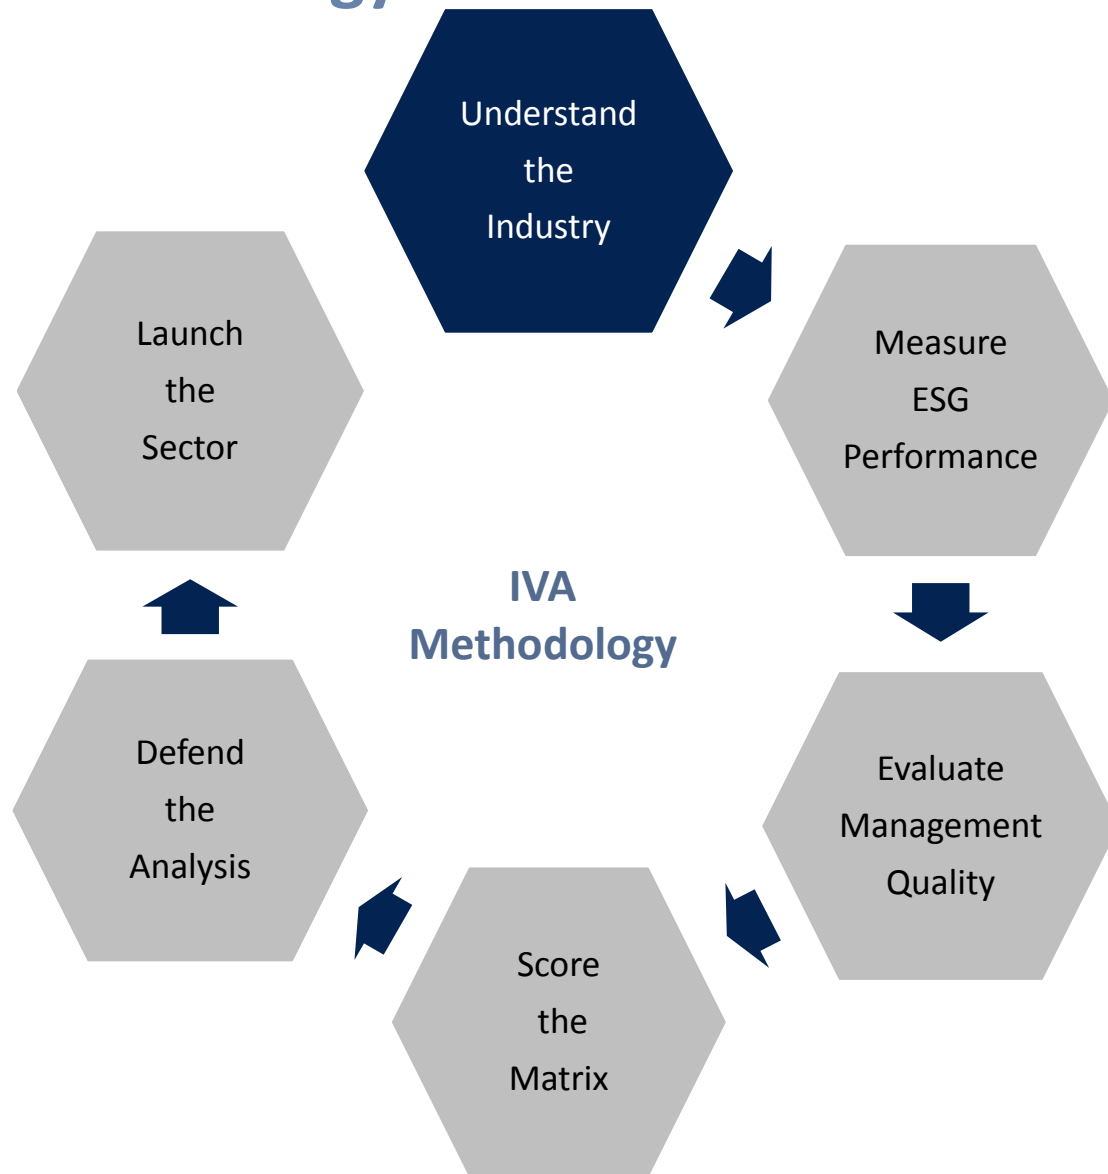 Understand
the
Industry
Measure
ESG
Performance
Evaluate
Management
Quality
Score
the
Matrix
Defend
the
Analysis
Launch
the
Sector
IVA
Methodology